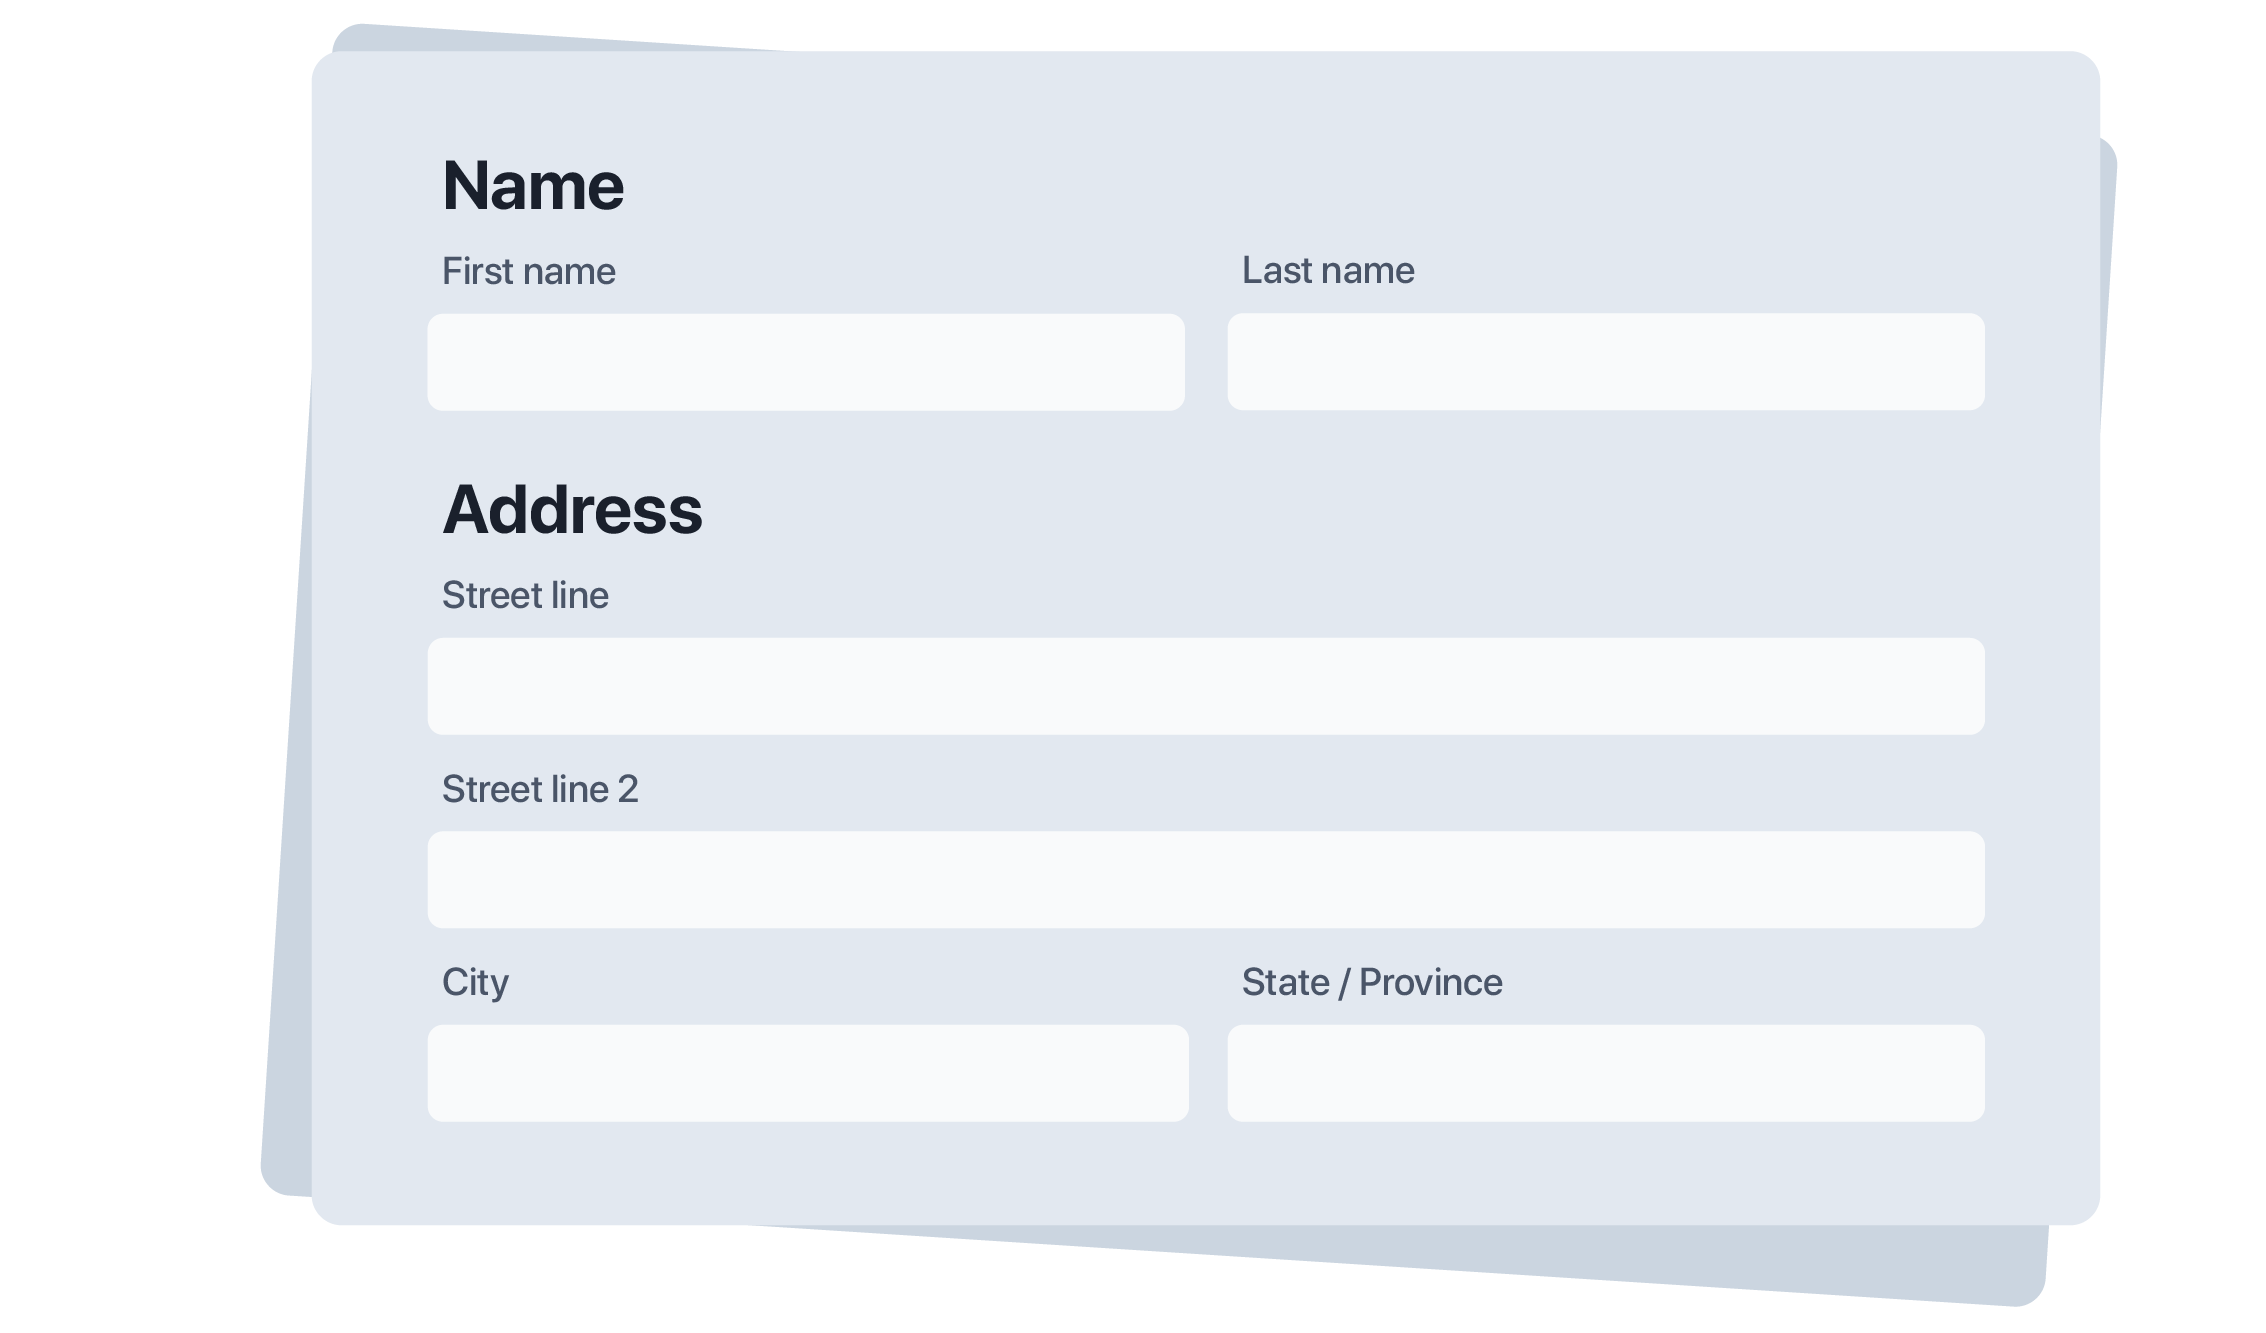 Name
First name
Last name
Address
Street line
Street line 2
City
State / Province